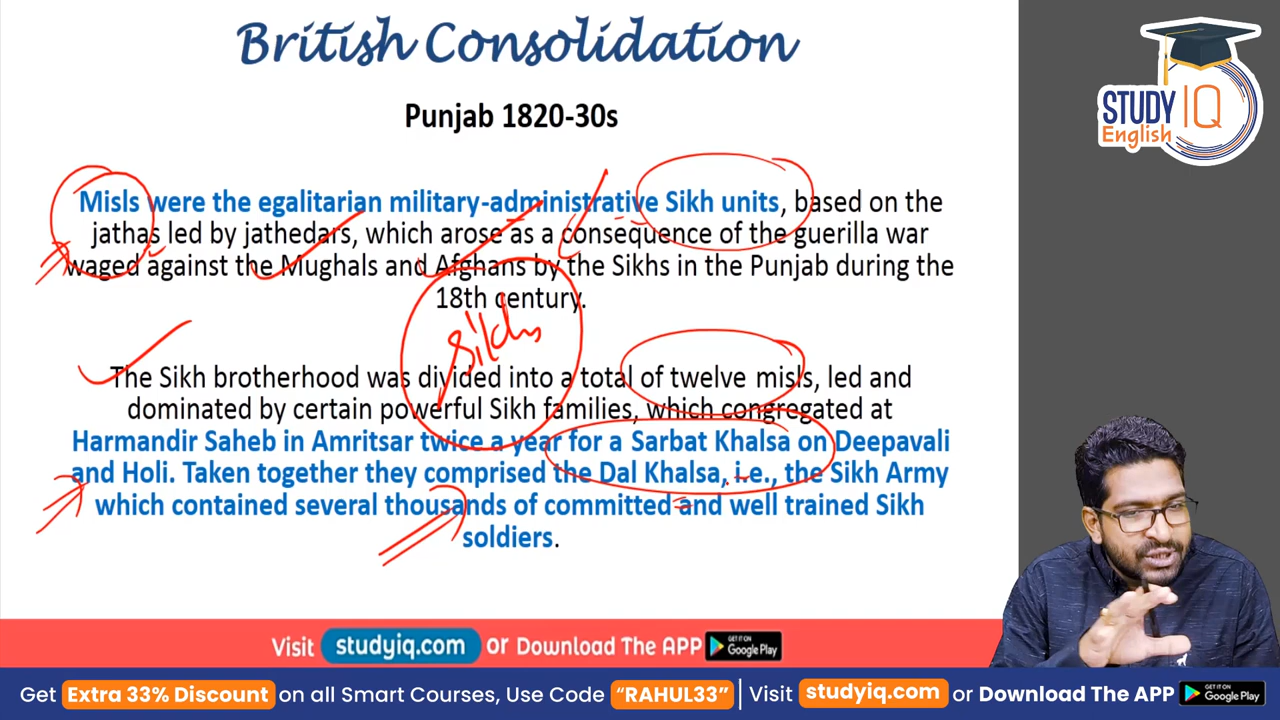 British Consolidation
Punjab 1820-30s
STUDY IQ
English
Misls were the egalitarian military-administrative Sikh units, based on the
jathas led by jathedars, which arose as a consequence of the guerilla war
waged against the Mughals and Afghans by the Sikhs in the Punjab during the
18th century.
Sikhs
The Sikh brotherhood was divided into a total of twelve misls, led and
dominated by certain powerful Sikh families, which congregated at
Harmandir Saheb in Amritsar twice a year for a Sarbat Khalsa on Deepavali
and Holi. Taken together they comprised the Dal Khalsa, i.e., the Sikh Army
which contained several thousands of committed and well trained Sikh
soldiers.
Visit studyiq.com or Download The APP GET IT ON Google Play
Get Extra 33% Discount on all Smart Courses, Use Code "RAHUL33" | Visit studyiq.com or Download The APP GET IT ON Google Play